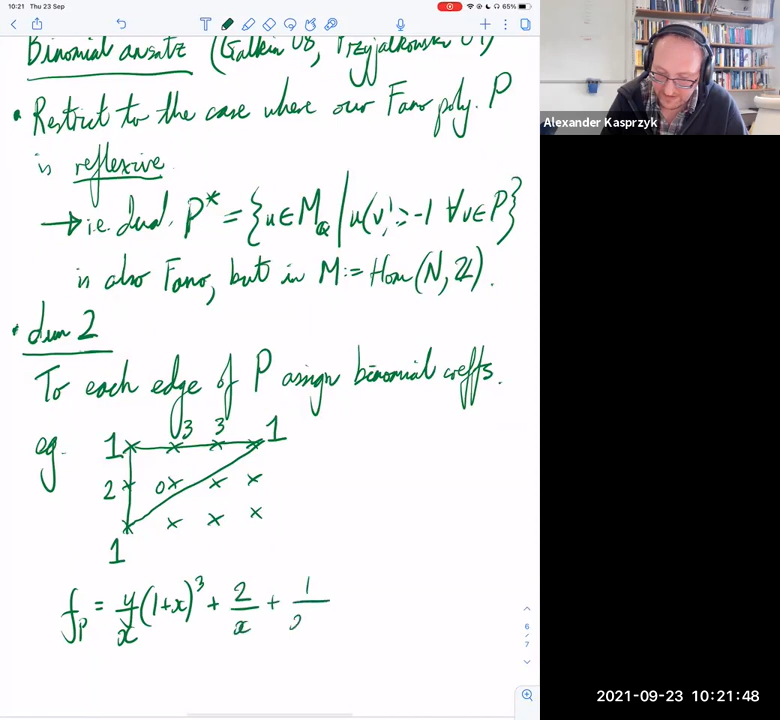 10:21 Thu 23 Sep
65%
Binomial ansatz (Galkin 08, Przyjalkowski 07)
• Restrict to the case where our Fano poly. P
is reflexive
→ i.e. dual P* = {u ∈ M_Q | u(v) ≥ -1 ∀v ∈ P}
is also Fano, but in M := Hom(N, ℤ).
• dim 2
To each edge of P assign binomial coeffs.
eg. 1 3 3 1
2 0
1
f_P = y/x (1+x)^3 + 2/x + 1/
Alexander Kasprzyk
6
/
7
2021-09-23 10:21:48